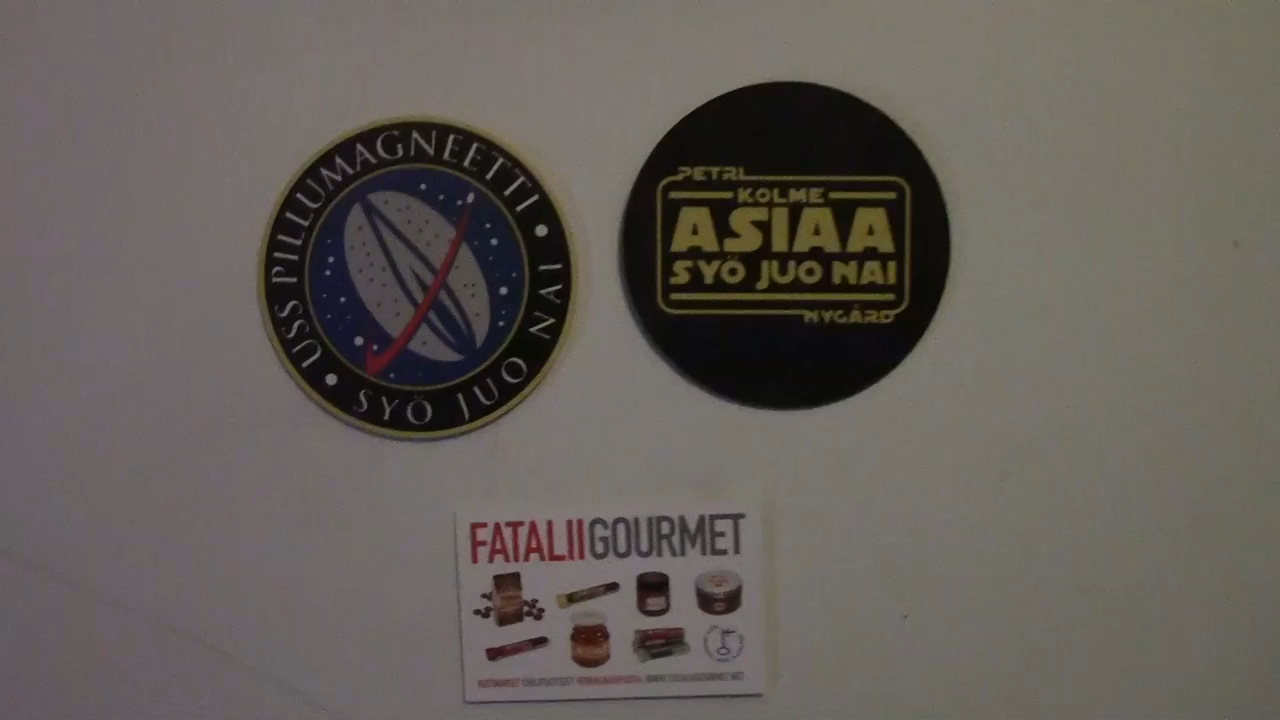 USS PILLUMAGNEETTI
SYÖ JUO NAI
PETRI
KOLME
ASIAA
SYÖ JUO NAI
NYGÅRD
FATALIIGOURMET